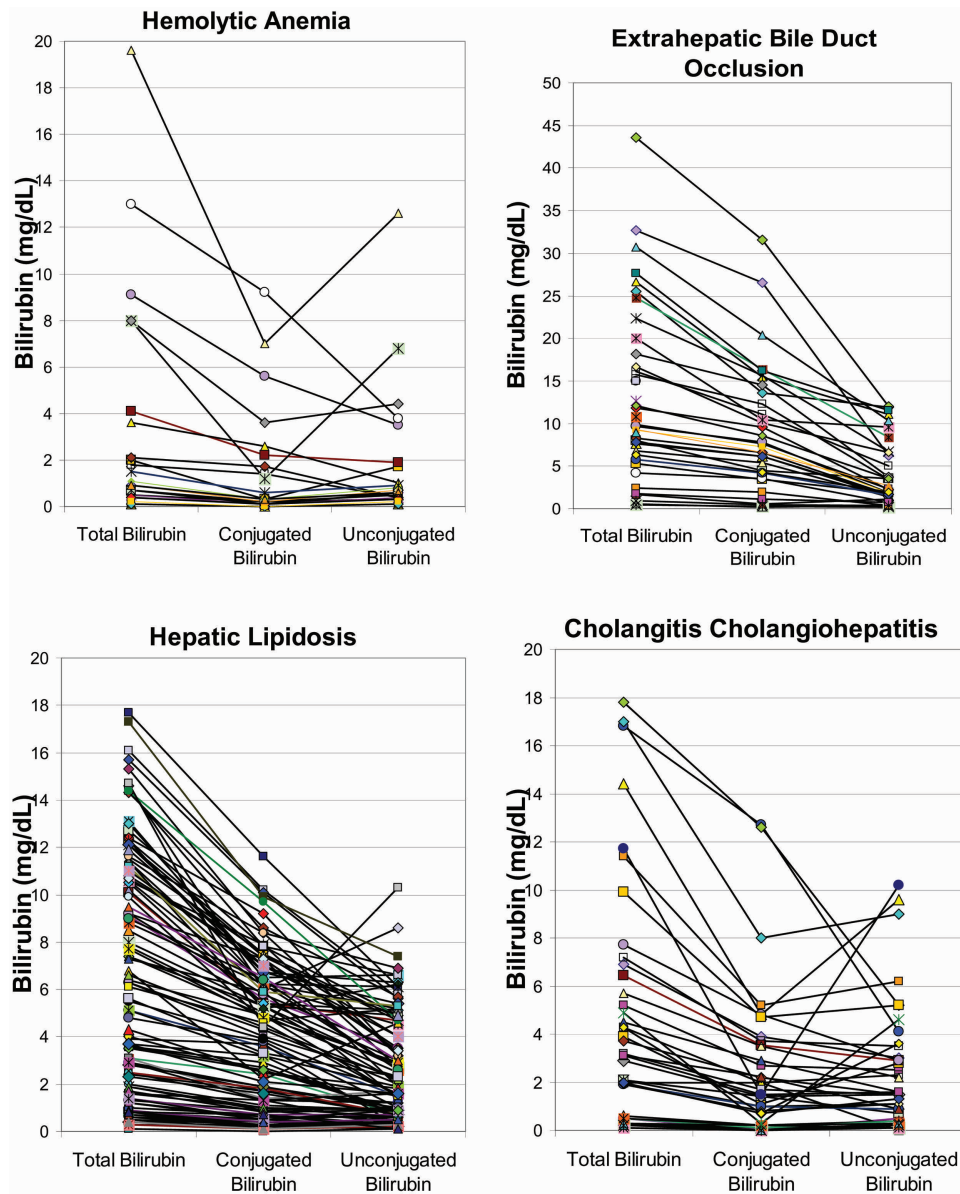 Hemolytic Anemia
20
18
16
14
12
10
8
6
4
2
0
Bilirubin (mg/dL)
Total Bilirubin
Conjugated
Bilirubin
Unconjugated
Bilirubin
Extrahepatic Bile Duct
Occlusion
50
45
40
35
30
25
20
15
10
5
0
Bilirubin (mg/dL)
Total Bilirubin
Conjugated
Bilirubin
Unconjugated
Bilirubin
Hepatic Lipidosis
20
18
16
14
12
10
8
6
4
2
0
Bilirubin (mg/dL)
Total Bilirubin
Conjugated
Bilirubin
Unconjugated
Bilirubin
Cholangitis Cholangiohepatitis
20
18
16
14
12
10
8
6
4
2
0
Bilirubin (mg/dL)
Total Bilirubin
Conjugated
Bilirubin
Unconjugated
Bilirubin